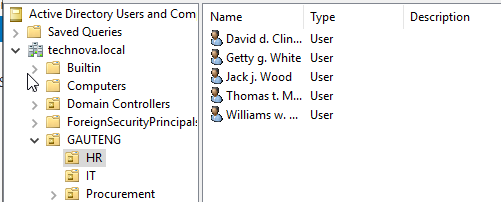 Active Directory Users and Com
Saved Queries
technova.local
Builtin
Computers
Domain Controllers
ForeignSecurityPrincipals
GAUTENG
HR
IT
Procurement
Name Type Description
David d. Clin... User
Getty g. White User
Jack j. Wood User
Thomas t. M... User
Williams w. ... User